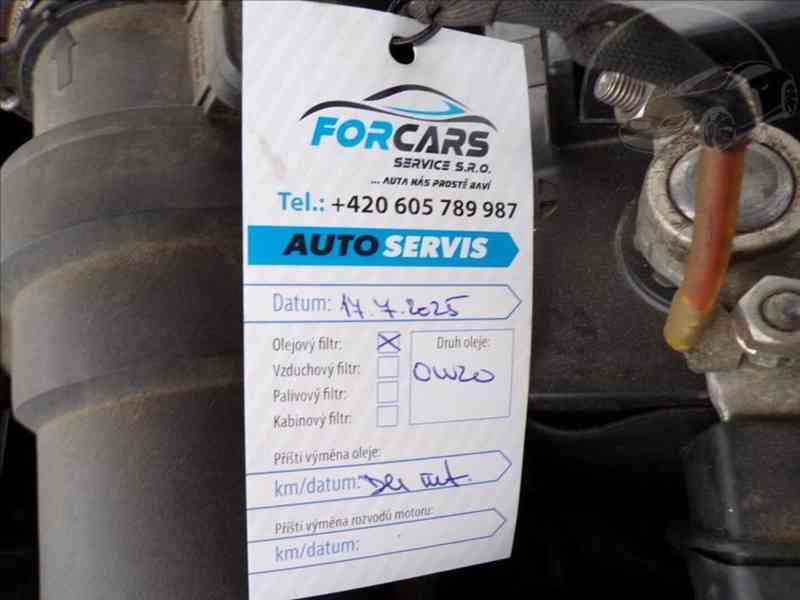 FORCARS
SERVICE S.R.O.
... AUTA NÁS PROSTĚ BAVÍ
Tel.: +420 605 789 987
AUTO SERVIS
Datum: 17.7.2025
Olejový filtr:
Vzduchový filtr:
Palivový filtr:
Kabinový filtr:
Druh oleje:
0W20
Příští výměna oleje:
km/datum:
Příští výměna rozvodů motoru:
km/datum: